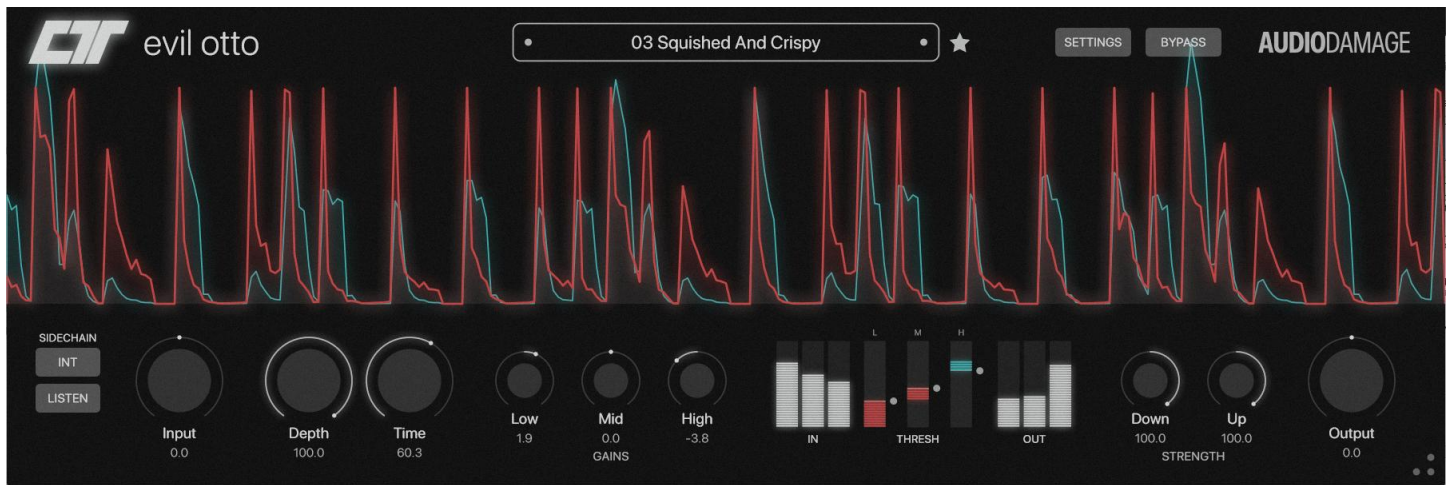 evil otto
03 Squished And Crispy
SETTINGS
BYPASS
AUDIODAMAGE
SIDECHAIN
INT
LISTEN
Input
0.0
Depth
100.0
Time
60.3
Low
1.9
Mid
0.0
High
-3.8
GAINS
L M H
IN
THRESH
OUT
Down
100.0
Up
100.0
STRENGTH
Output
0.0